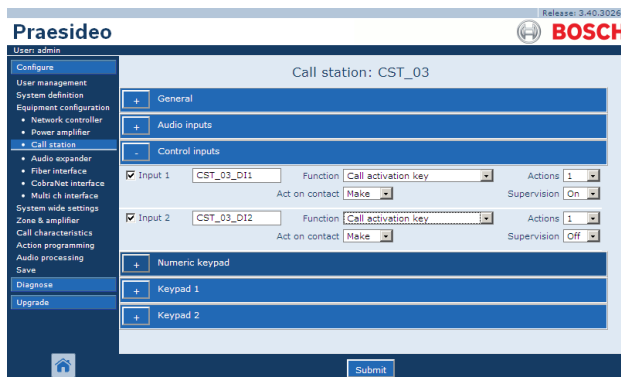 Release: 3.40.3026
Praesideo
BOSCH
User: admin
Configure
User management
System definition
Equipment configuration
• Network controller
• Power amplifier
• Call station
• Audio expander
• Fiber interface
• CobraNet interface
• Multi ch interface
System wide settings
Zone & amplifier
Call characteristics
Action programming
Audio processing
Save
Diagnose
Upgrade
Call station: CST_03
+ General
+ Audio inputs
- Control inputs
Input 1 CST_03_DI1 Function Call activation key Actions 1
Act on contact Make Supervision On
Input 2 CST_03_DI2 Function Call activation key Actions 1
Act on contact Make Supervision Off
+ Numeric keypad
+ Keypad 1
+ Keypad 2
Submit